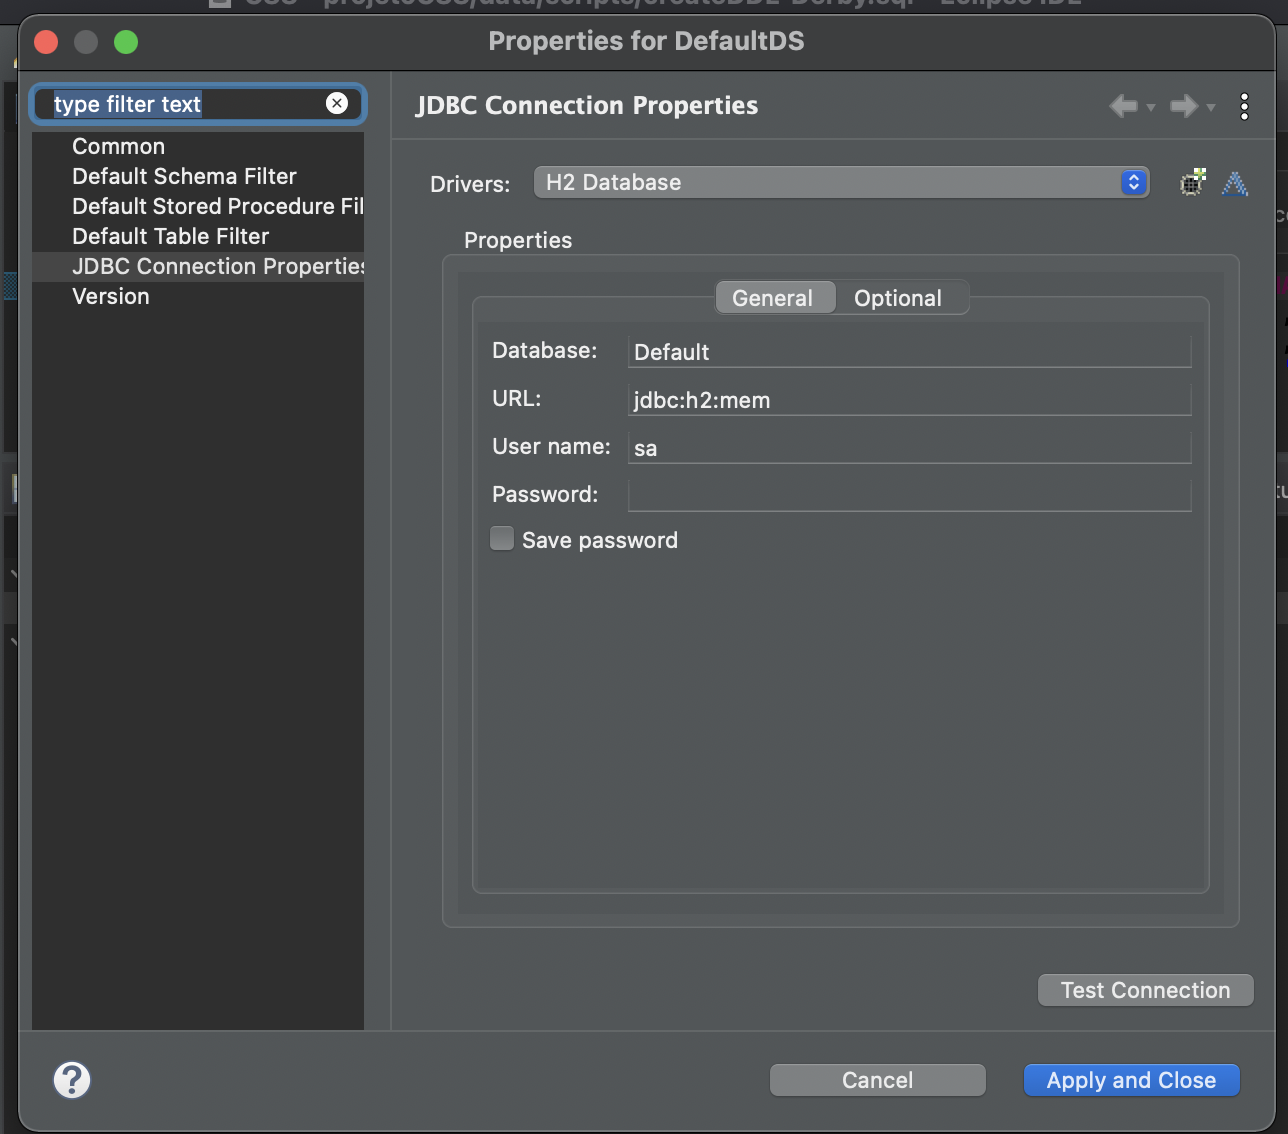 Properties for DefaultDS
type filter text
Common
Default Schema Filter
Default Stored Procedure Fil
Default Table Filter
JDBC Connection Properties
Version
JDBC Connection Properties
Drivers: H2 Database
Properties
General Optional
Database: Default
URL: jdbc:h2:mem
User name: sa
Password:
Save password
Test Connection
?
Cancel Apply and Close